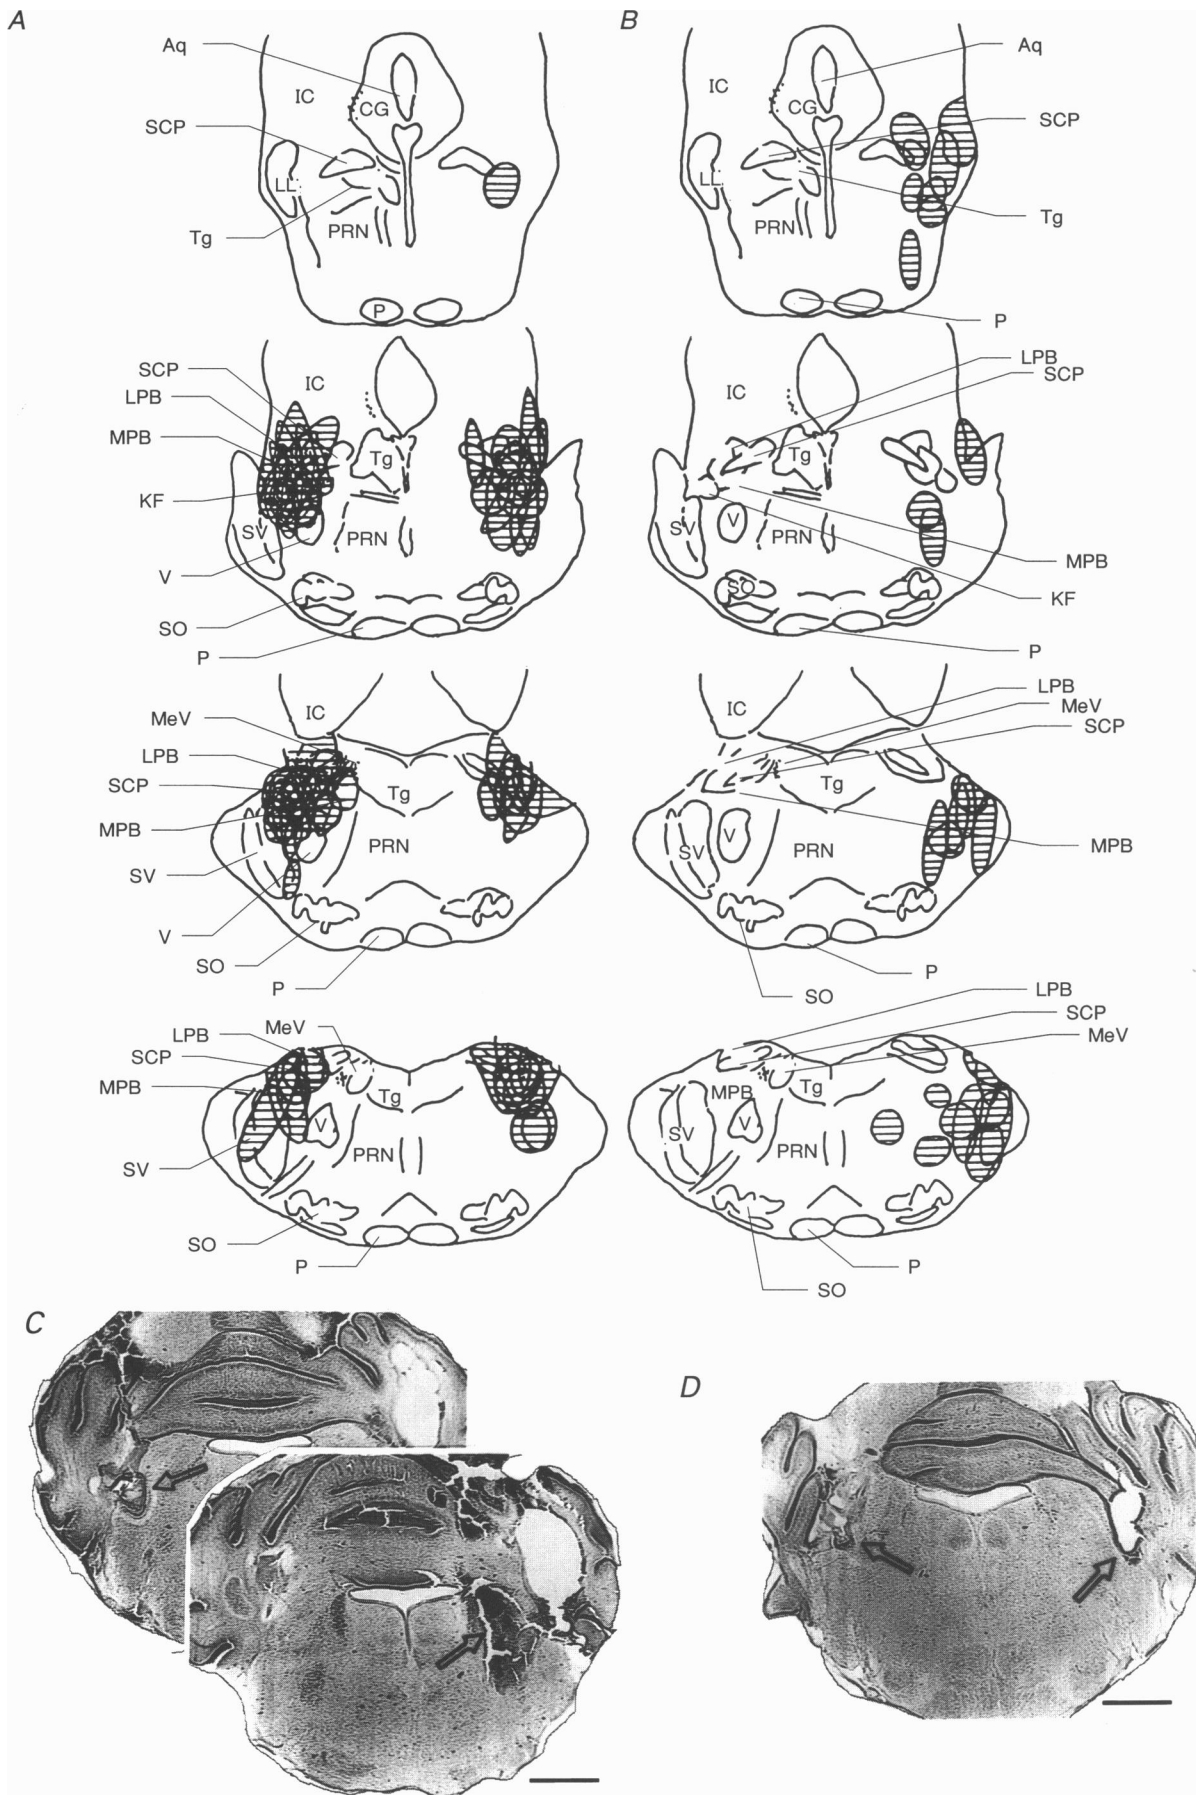 A
B
Aq
IC
CG
SCP
LL
Tg
PRN
P
Aq
IC
CG
SCP
LL
Tg
PRN
P
SCP
LPB
MPB
KF
IC
Tg
SV
PRN
V
SO
P
LPB
SCP
IC
Tg
SV
V
PRN
MPB
SO
KF
P
MeV
IC
LPB
SCP
Tg
MPB
PRN
SV
V
SO
P
LPB
MeV
SCP
IC
Tg
V
SV
PRN
MPB
P
SO
LPB
MeV
SCP
MPB
Tg
V
PRN
SV
SO
P
LPB
SCP
MeV
MPB
Tg
SV
V
PRN
P
SO
C
D